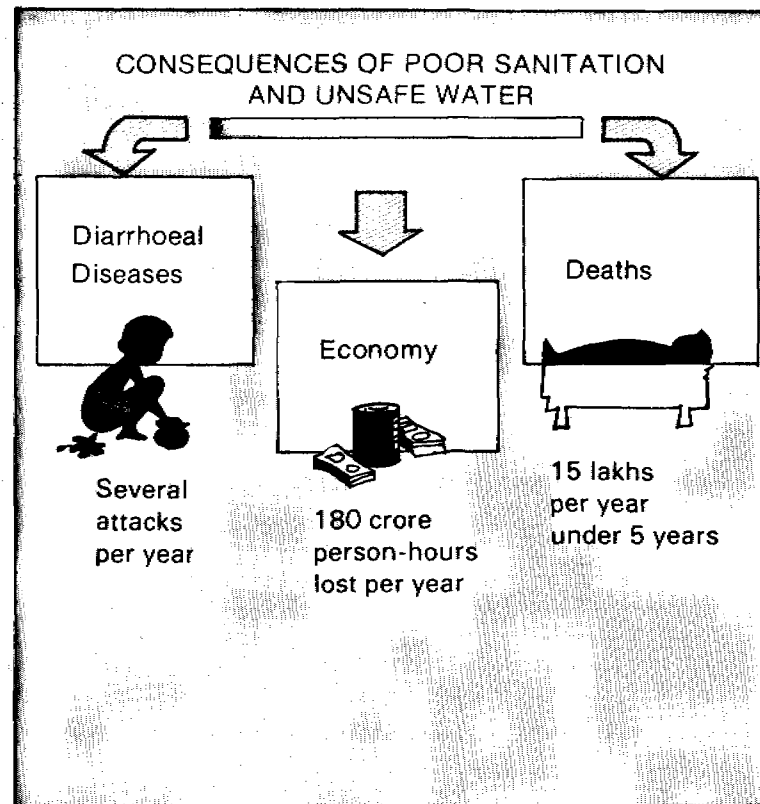 CONSEQUENCES OF POOR SANITATION
AND UNSAFE WATER
Diarrhoeal
Diseases
Several
attacks
per year
Economy
180 crore
person-hours
lost per year
Deaths
15 lakhs
per year
under 5 years